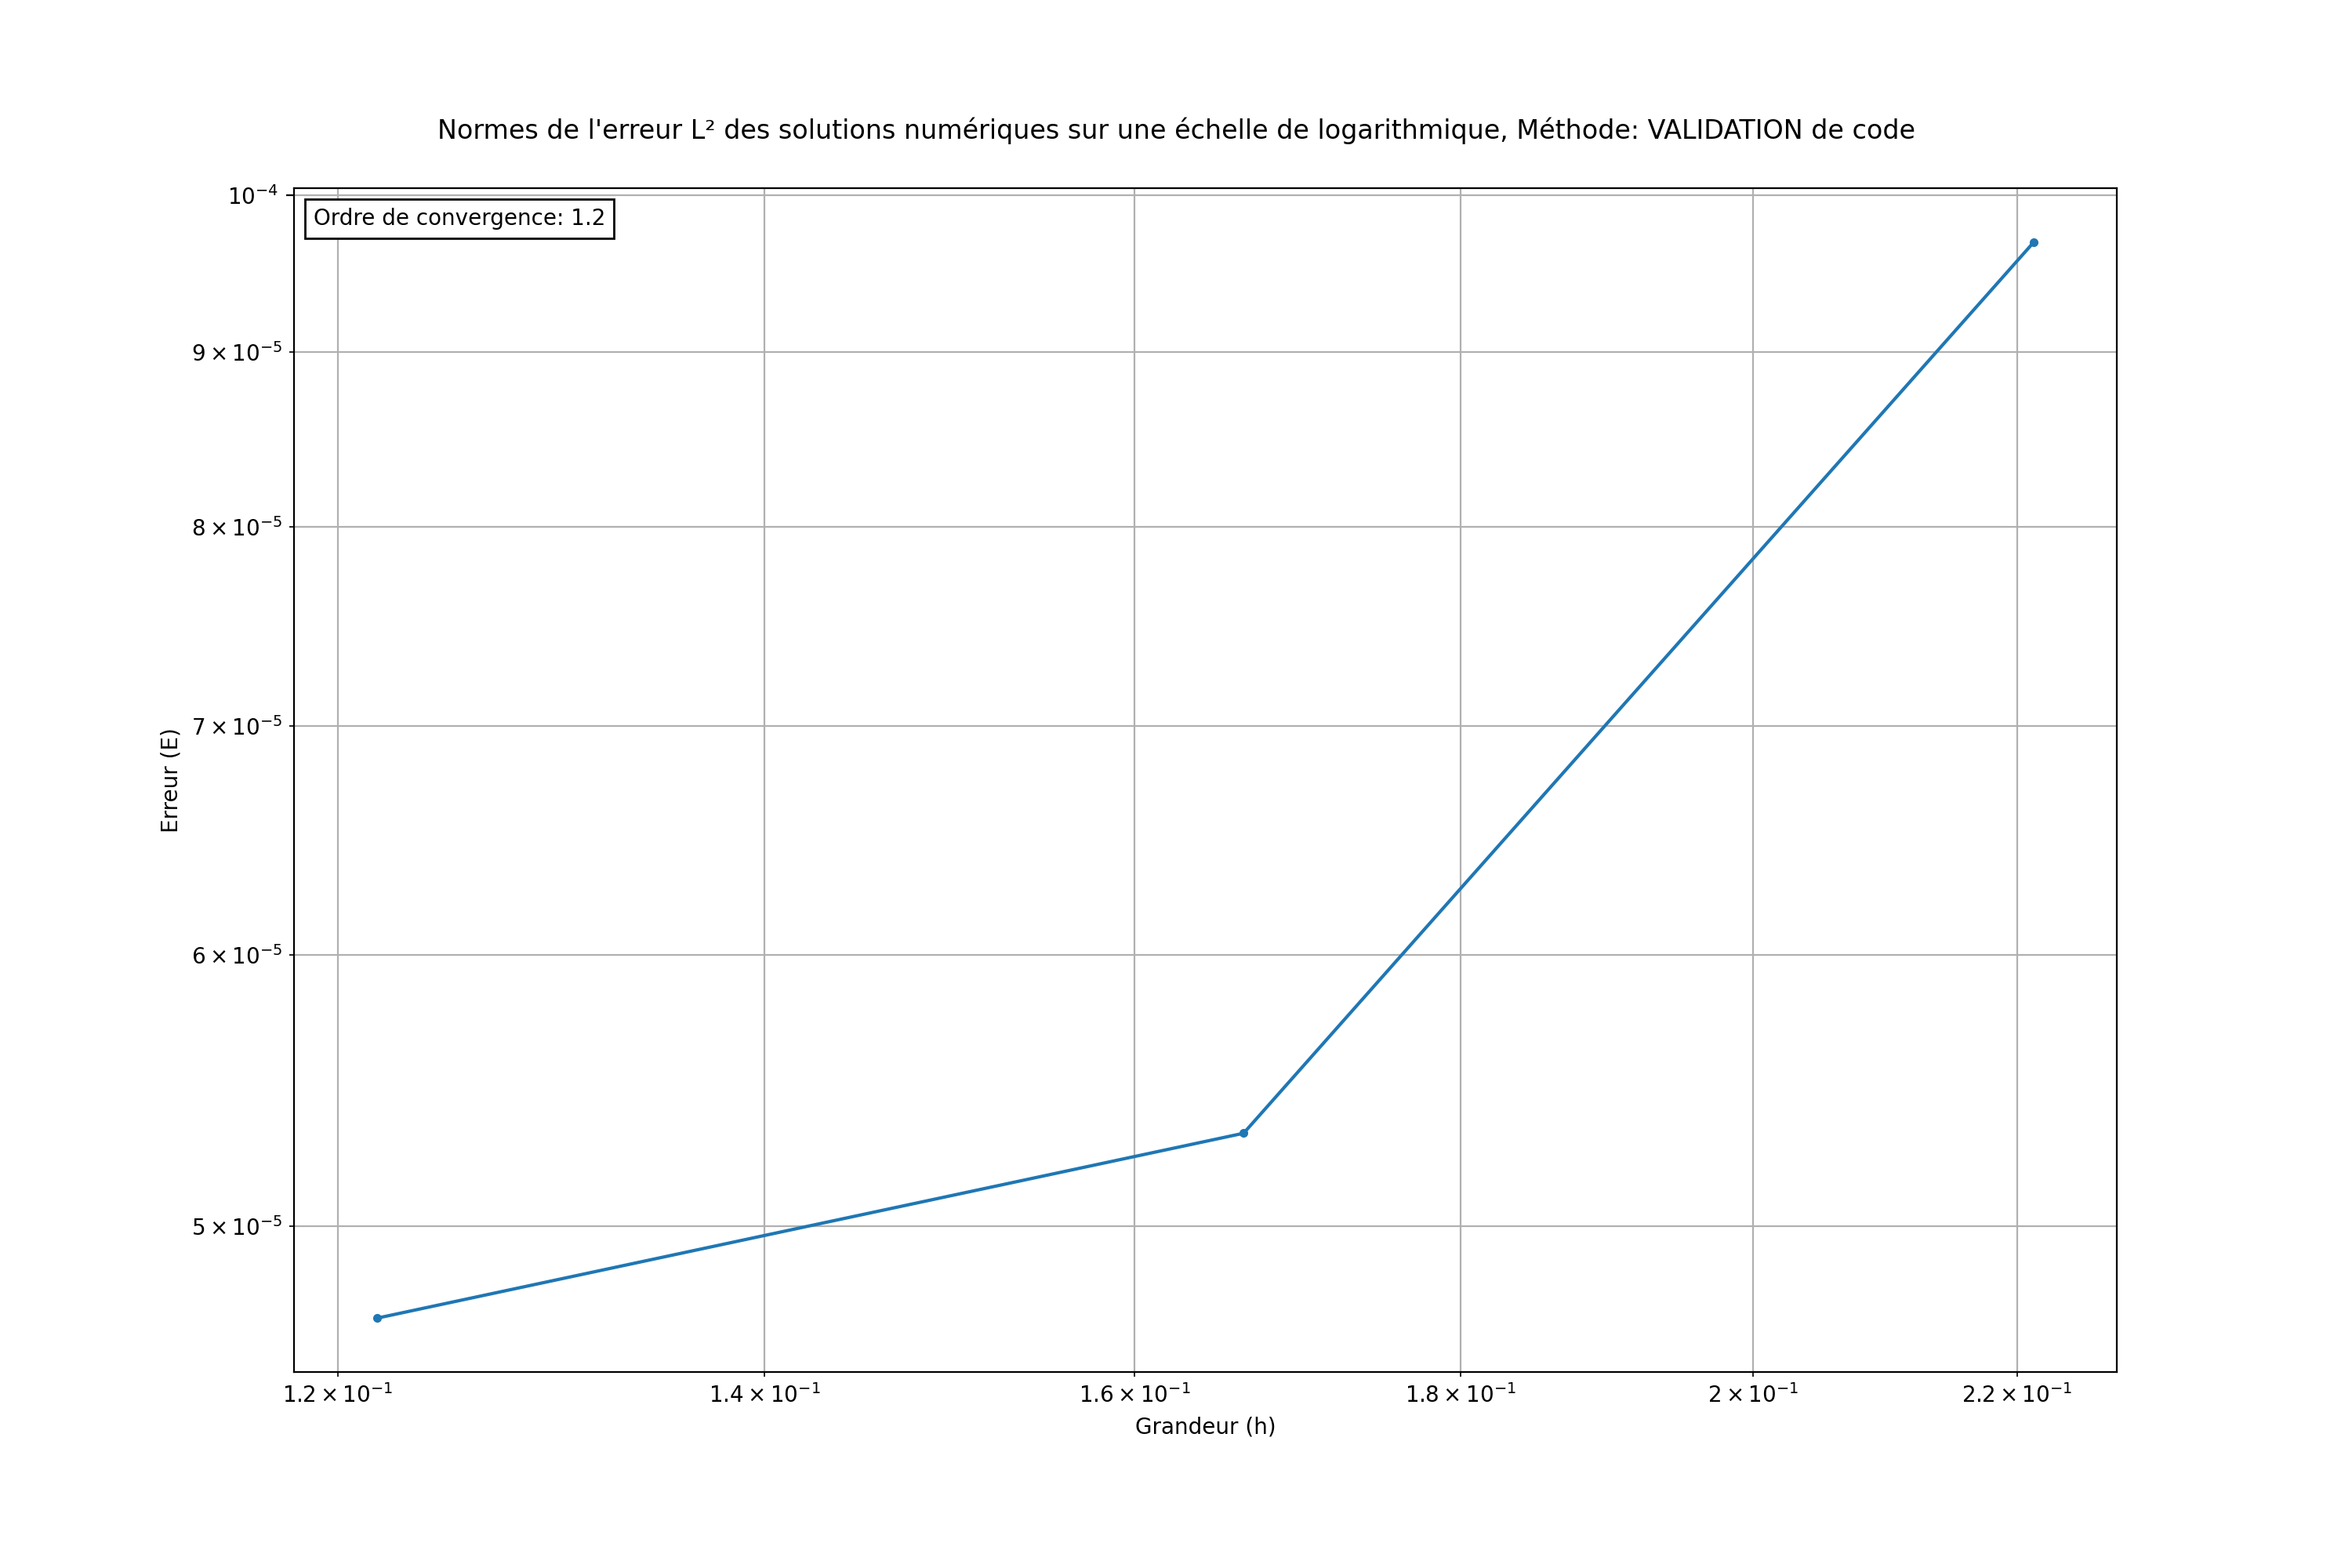 Normes de l'erreur L² des solutions numériques sur une échelle de logarithmique, Méthode: VALIDATION de code
Ordre de convergence: 1.2
Erreur (E)
10⁻⁴
9 × 10⁻⁵
8 × 10⁻⁵
7 × 10⁻⁵
6 × 10⁻⁵
5 × 10⁻⁵
1.2 × 10⁻¹ 1.4 × 10⁻¹ 1.6 × 10⁻¹ 1.8 × 10⁻¹ 2 × 10⁻¹ 2.2 × 10⁻¹
Grandeur (h)